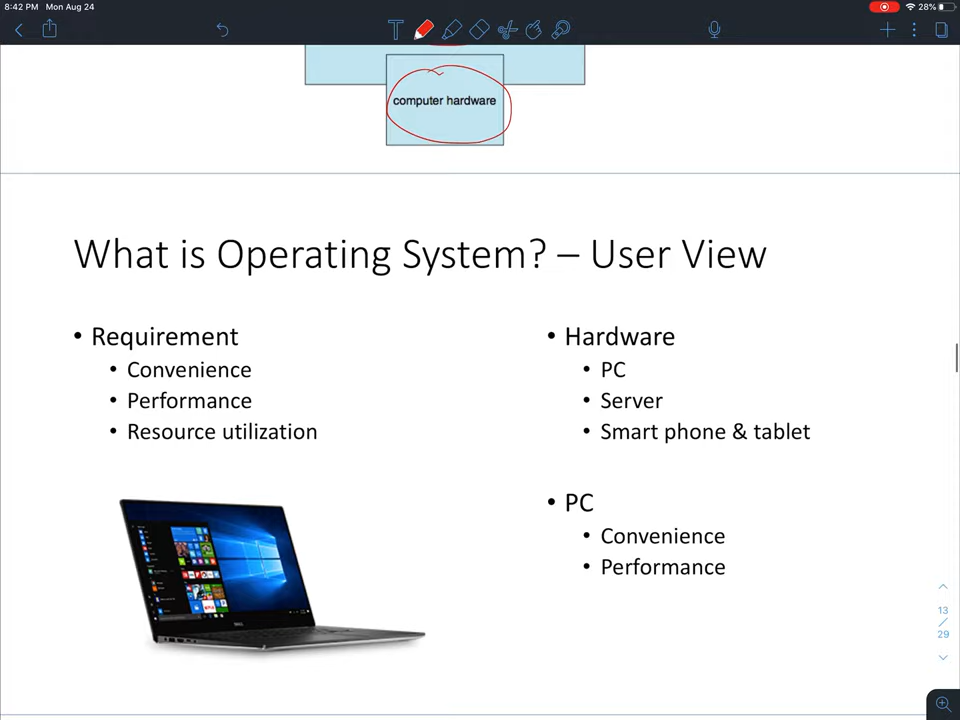 8:42 PM Mon Aug 24
28%
computer hardware
What is Operating System? – User View
• Requirement
• Convenience
• Performance
• Resource utilization
• Hardware
• PC
• Server
• Smart phone & tablet
• PC
• Convenience
• Performance
13
/
29